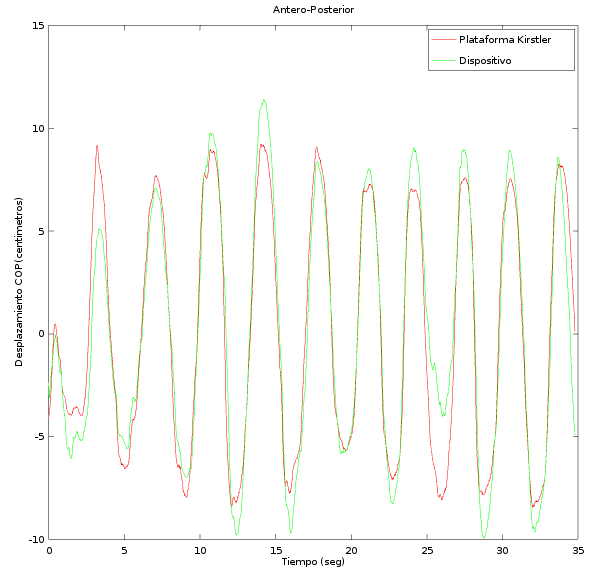 Antero-Posterior
Plataforma Kirstler
Dispositivo
Desplazamiento COP (centimetros)
15
10
5
0
-5
-10
0 5 10 15 20 25 30 35
Tiempo (seg)